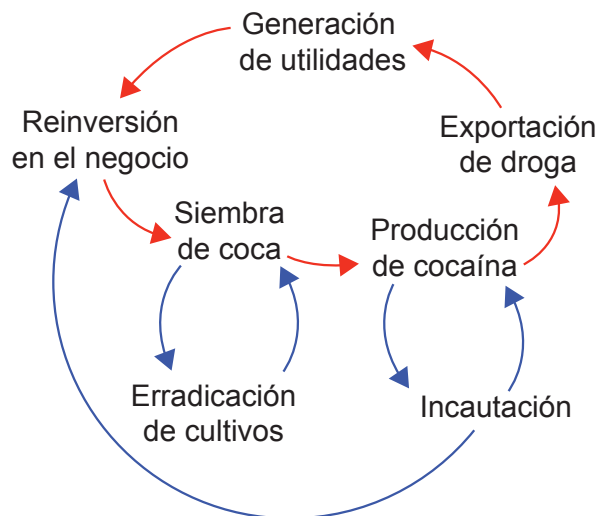 Generación
de utilidades
Reinversión
en el negocio
Exportación
de droga
Siembra
de coca
Producción
de cocaína
Erradicación
de cultivos
Incautación